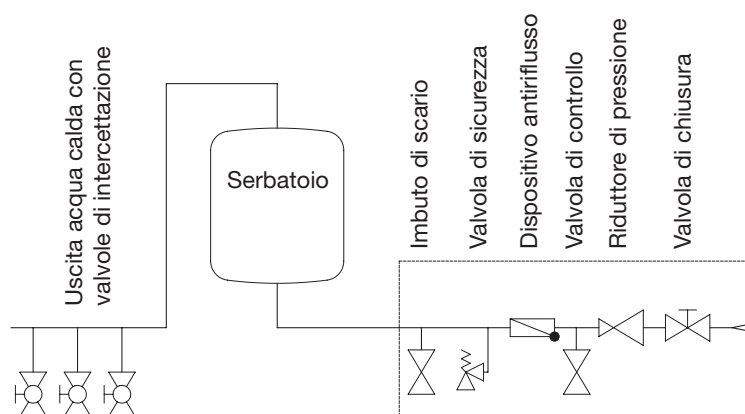 Uscita acqua calda con
valvole di intercettazione
Serbatoio
Imbuto di scario
Valvola di sicurezza
Dispositivo antiriflusso
Valvola di controllo
Riduttore di pressione
Valvola di chiusura